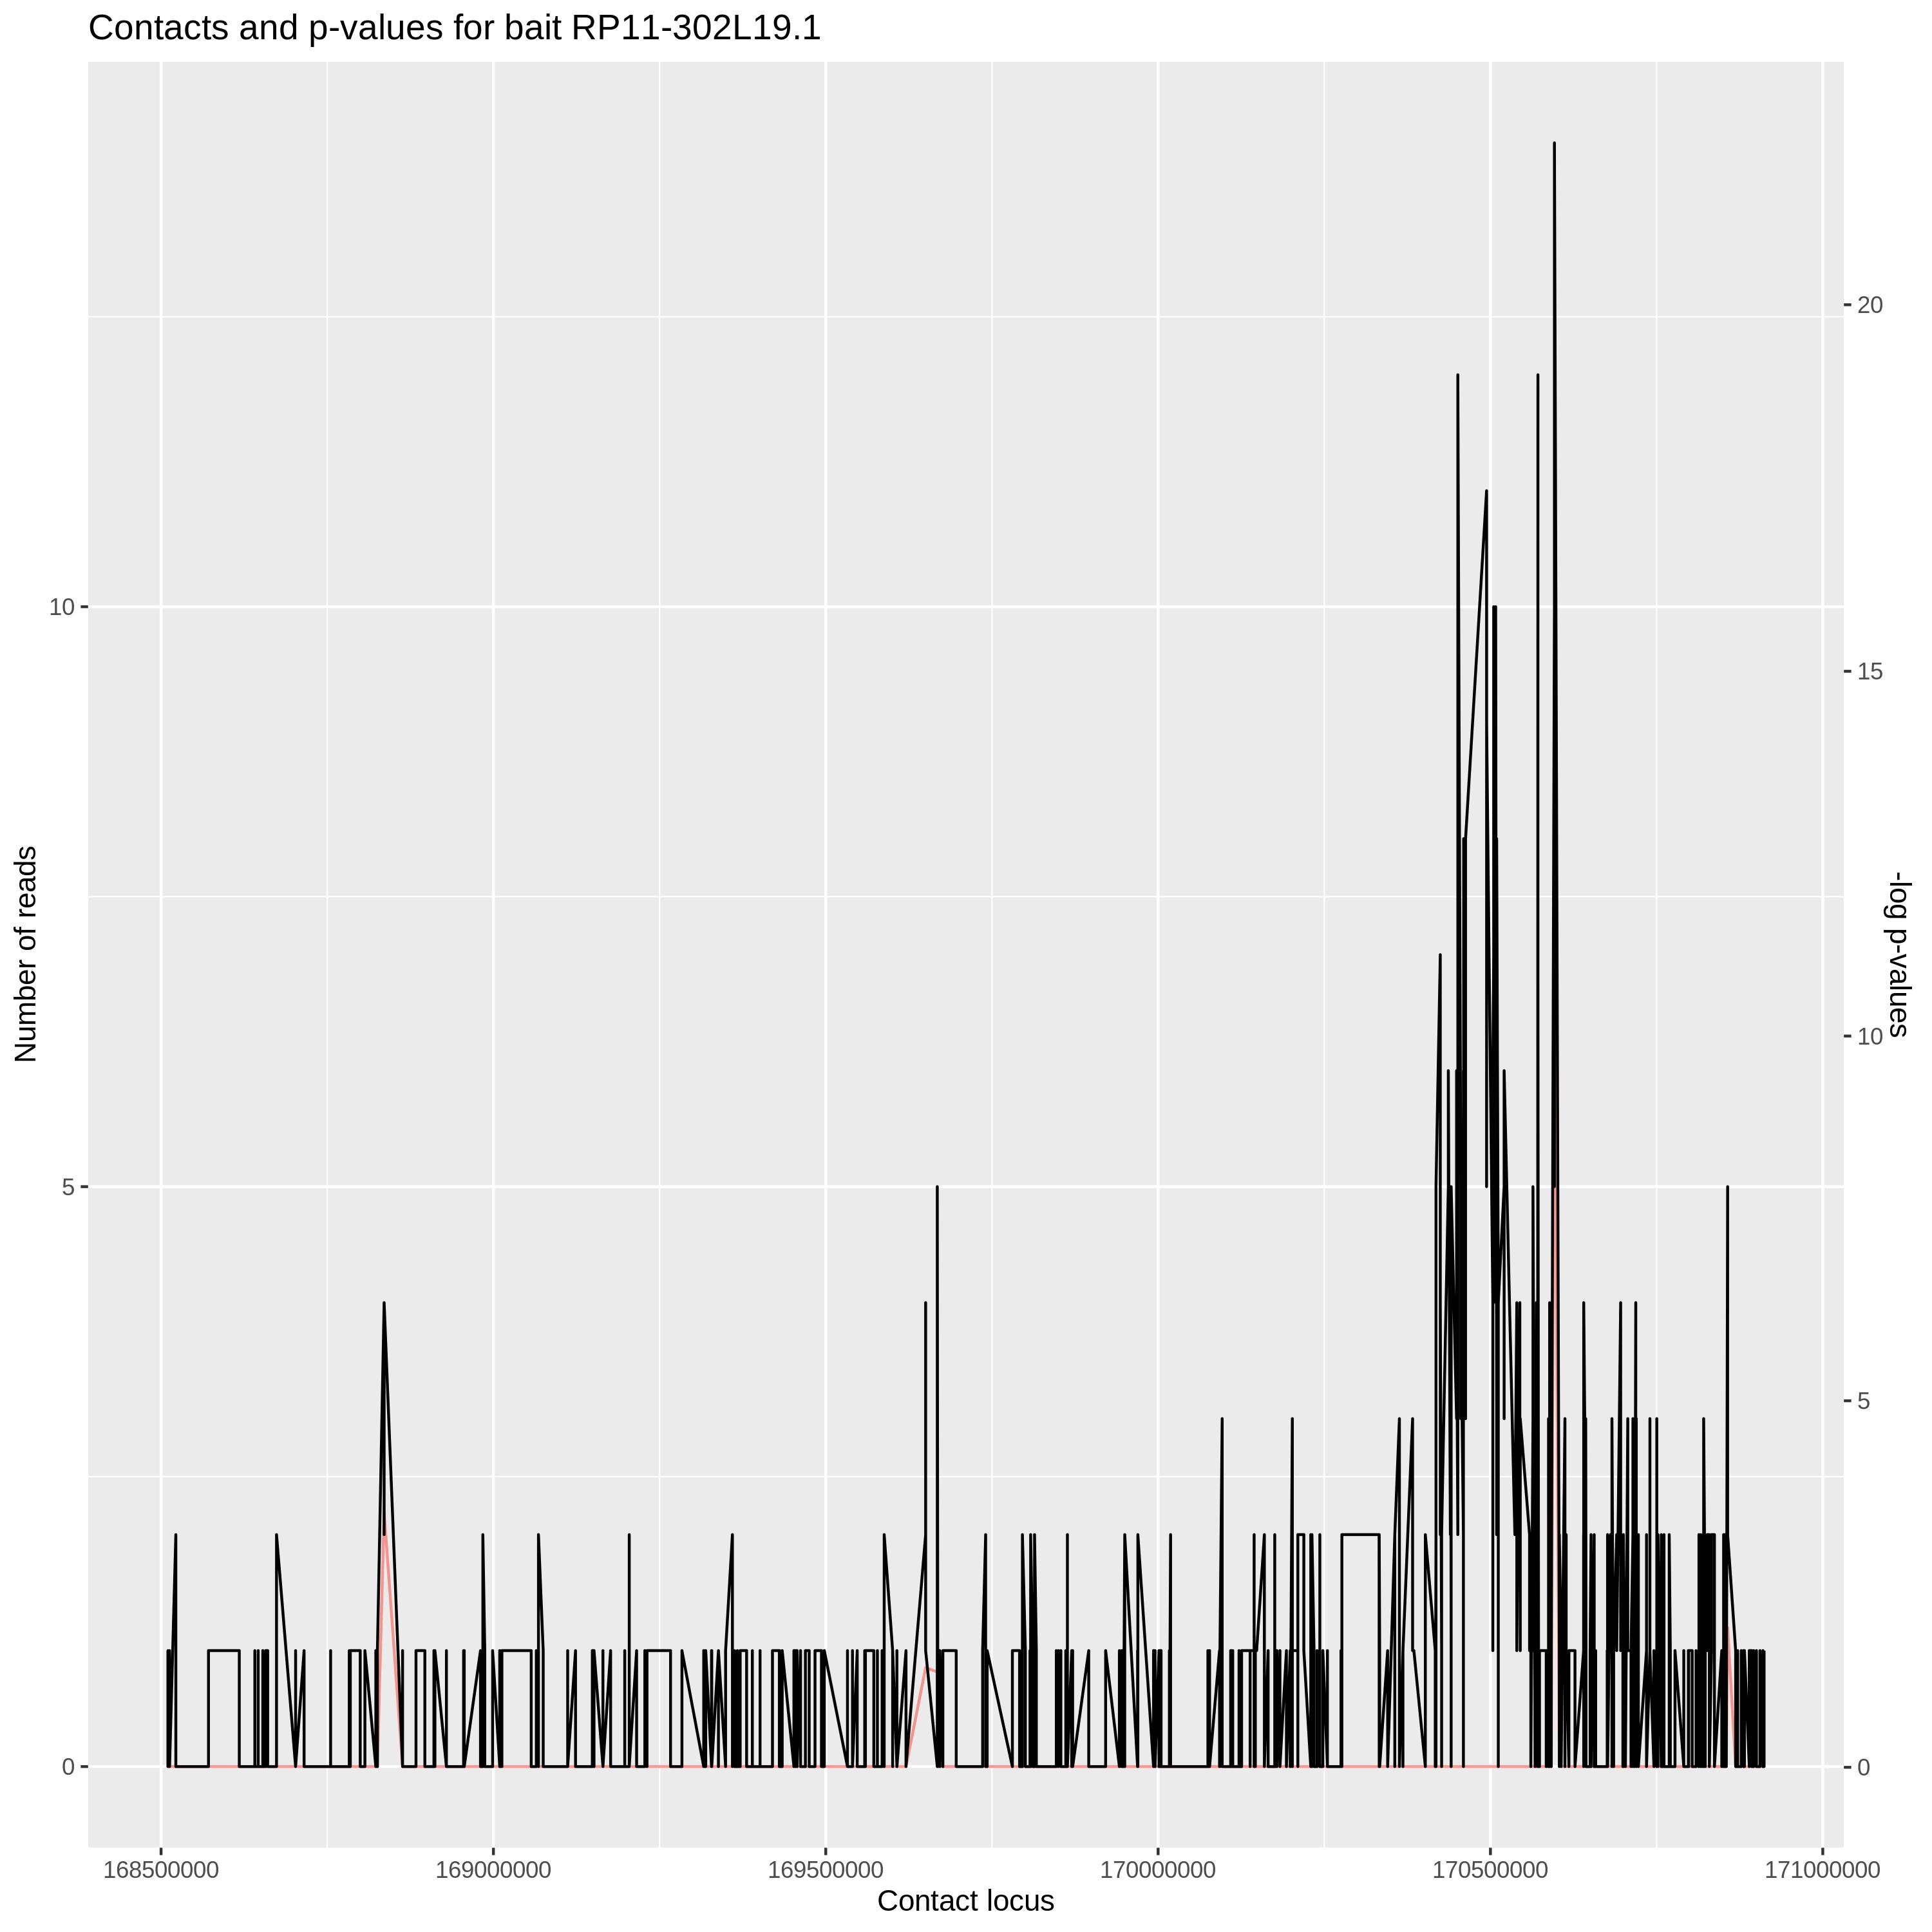 Contacts and p-values for bait RP11-302L19.1
Number of reads
10
5
0
20
15
10
5
0
-log p-values
168500000 169000000 169500000 170000000 170500000 171000000
Contact locus